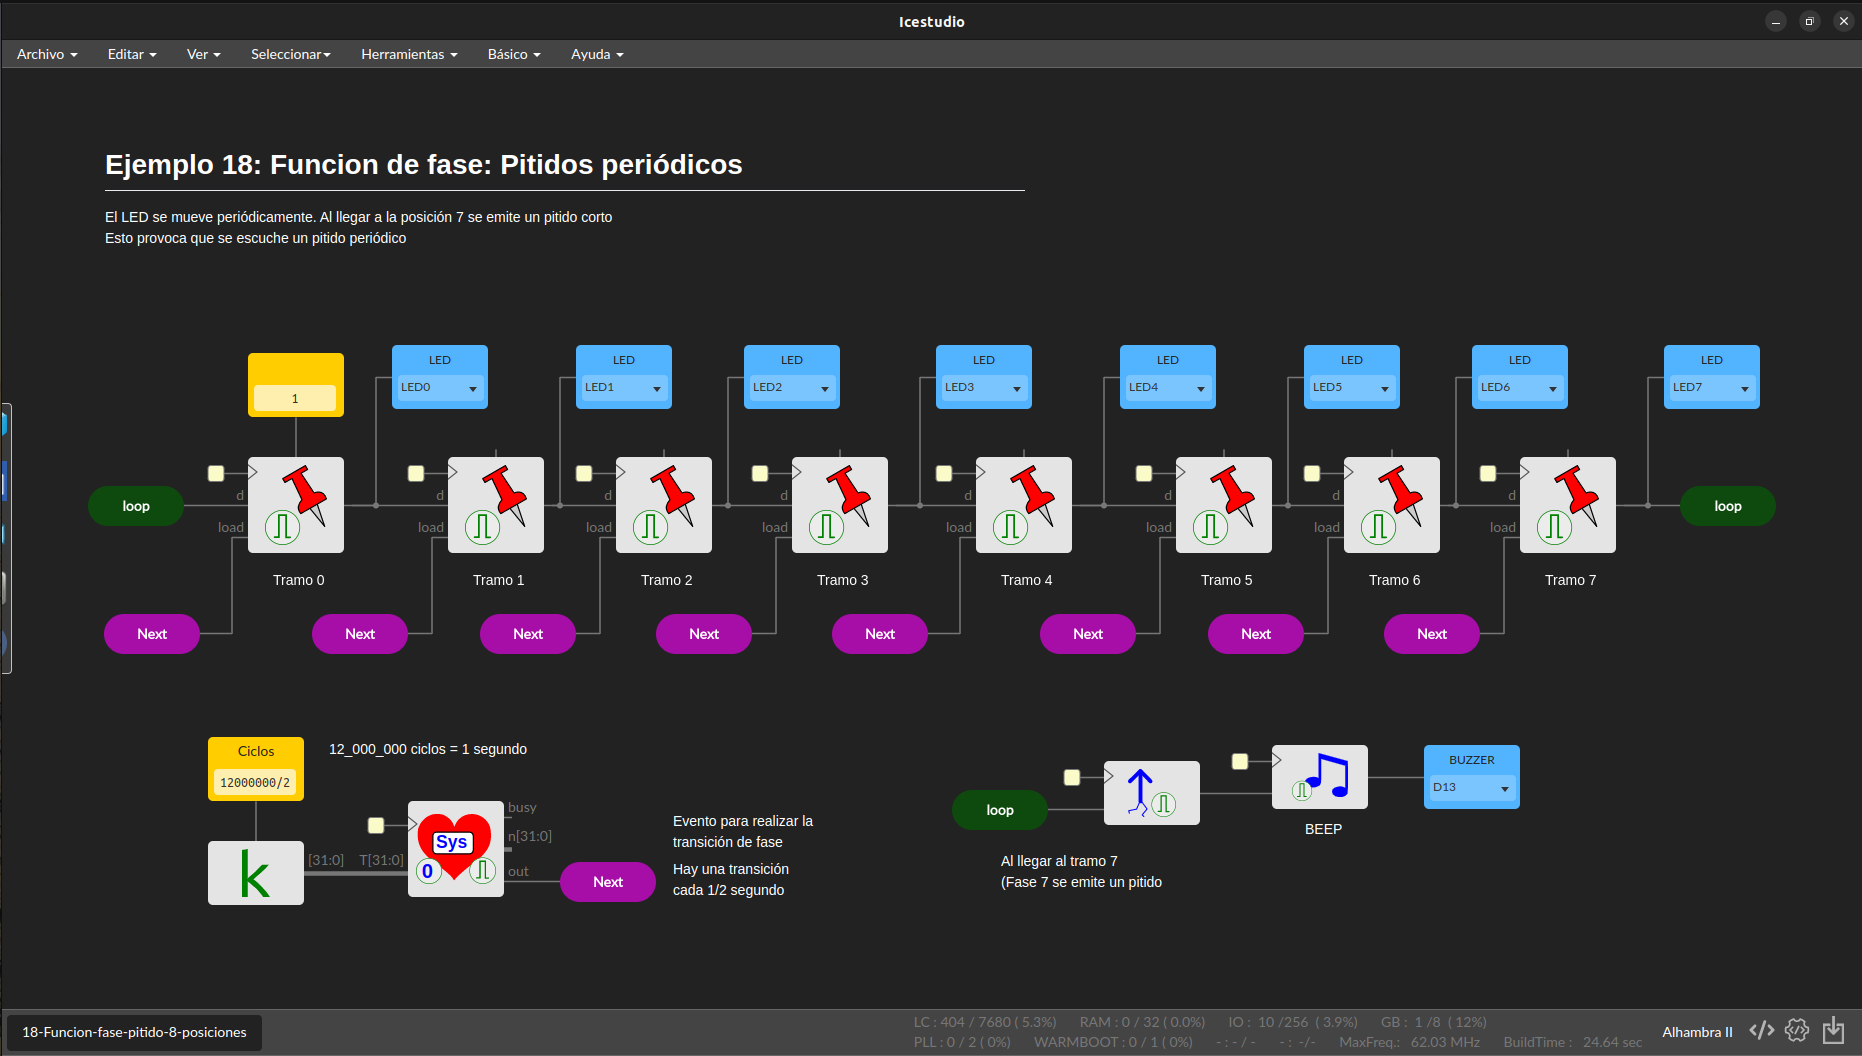 Icestudio
Archivo Editar Ver Seleccionar Herramientas Básico Ayuda
Ejemplo 18: Funcion de fase: Pitidos periódicos
El LED se mueve periódicamente. Al llegar a la posición 7 se emite un pitido corto
Esto provoca que se escuche un pitido periódico
LED LED LED LED LED LED LED LED
1 LED0 LED1 LED2 LED3 LED4 LED5 LED6 LED7
d d d d d d d d
loop loop
load load load load load load load load
Tramo 0 Tramo 1 Tramo 2 Tramo 3 Tramo 4 Tramo 5 Tramo 6 Tramo 7
Next Next Next Next Next Next Next Next
Ciclos
12000000/2
12_000_000 ciclos = 1 segundo
k
[31:0] T[31:0]
Sys
0
busy
n[31:0]
out
Next
Evento para realizar la
transición de fase
Hay una transición
cada 1/2 segundo
loop
BEEP
BUZZER
D13
Al llegar al tramo 7
(Fase 7 se emite un pitido
18-Funcion-fase-pitido-8-posiciones
LC : 404 / 7680 ( 5.3%) RAM : 0 / 32 ( 0.0%) IO : 10 /256 ( 3.9%) GB : 1 /8 ( 12%)
PLL : 0 / 2 ( 0%) WARMBOOT : 0 / 1 ( 0%) - : - / - - : -/- MaxFreq.: 62.03 MHz BuildTime : 24.64 sec
Alhambra II